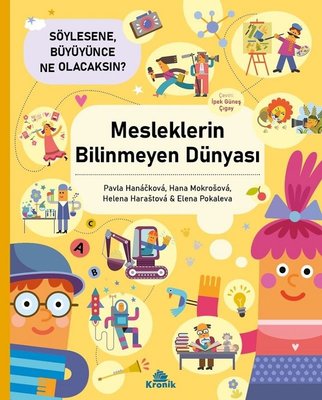 SÖYLESENE,
BÜYÜYÜNCE
NE OLACAKSIN?
Çeviri:
İpek Güneş
Çıgay
Mesleklerin
Bilinmeyen Dünyası
Pavla Hanáčková, Hana Mokrošová,
Helena Haraštová & Elena Pokaleva
A
B
C
Kronik